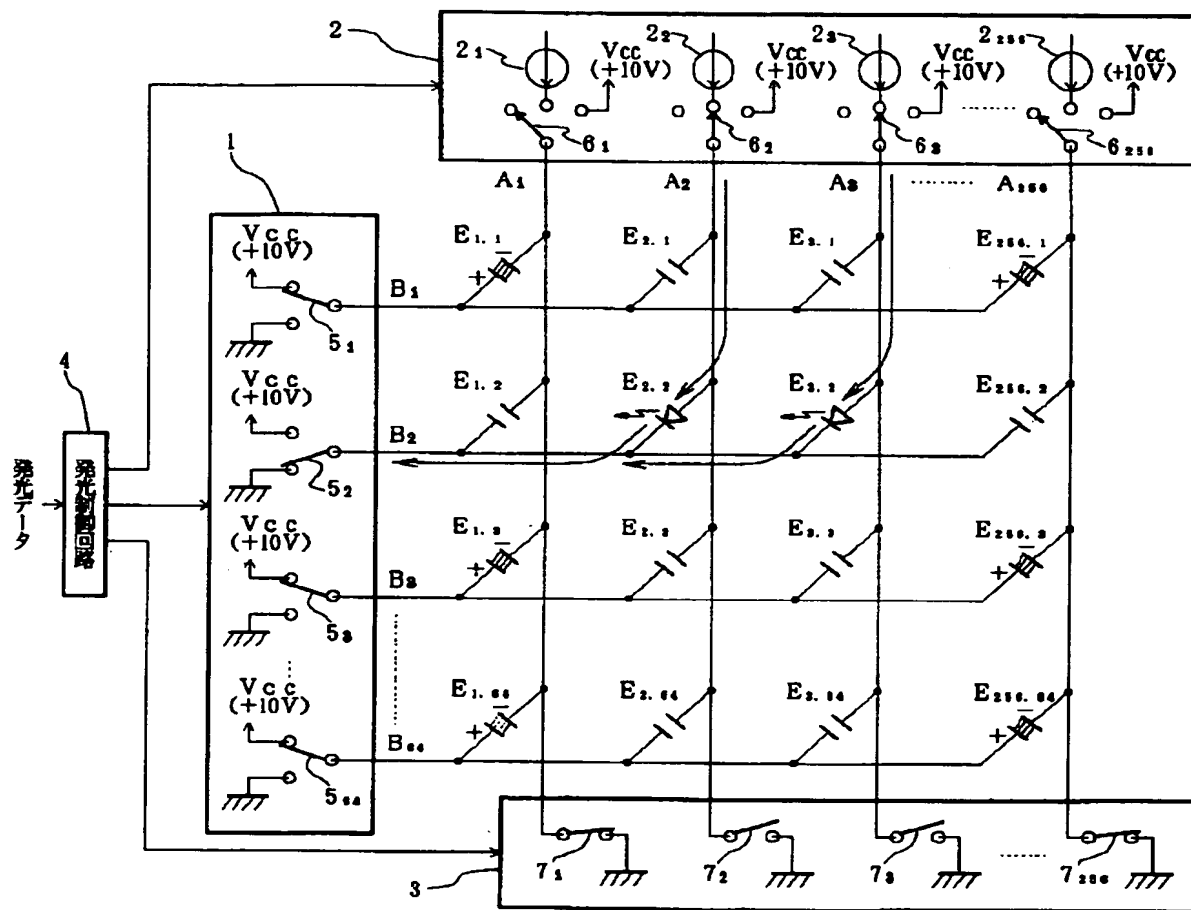 2
2₁
Vcc
(+10V)
2₂
Vcc
(+10V)
2₃
Vcc
(+10V)
2₂₅₆
Vcc
(+10V)
6₁
6₂
6₃
6₂₅₆
1
A₁
A₂
A₃
A₂₅₆
Vcc
(+10V)
5₁
B₁
E₁.₁
+
−
E₂.₁
E₃.₁
E₂₅₆.₁
+
−
4
発光データ
発光制御回路
Vcc
(+10V)
5₂
B₂
E₁.₂
E₂.₂
E₃.₂
E₂₅₆.₂
Vcc
(+10V)
5₃
B₃
E₁.₃
+
−
E₂.₃
E₃.₃
E₂₅₆.₃
+
−
Vcc
(+10V)
5₆₄
B₆₄
E₁.₆₄
+
−
E₂.₆₄
E₃.₆₄
E₂₅₆.₆₄
+
−
3
7₁
7₂
7₃
7₂₅₆